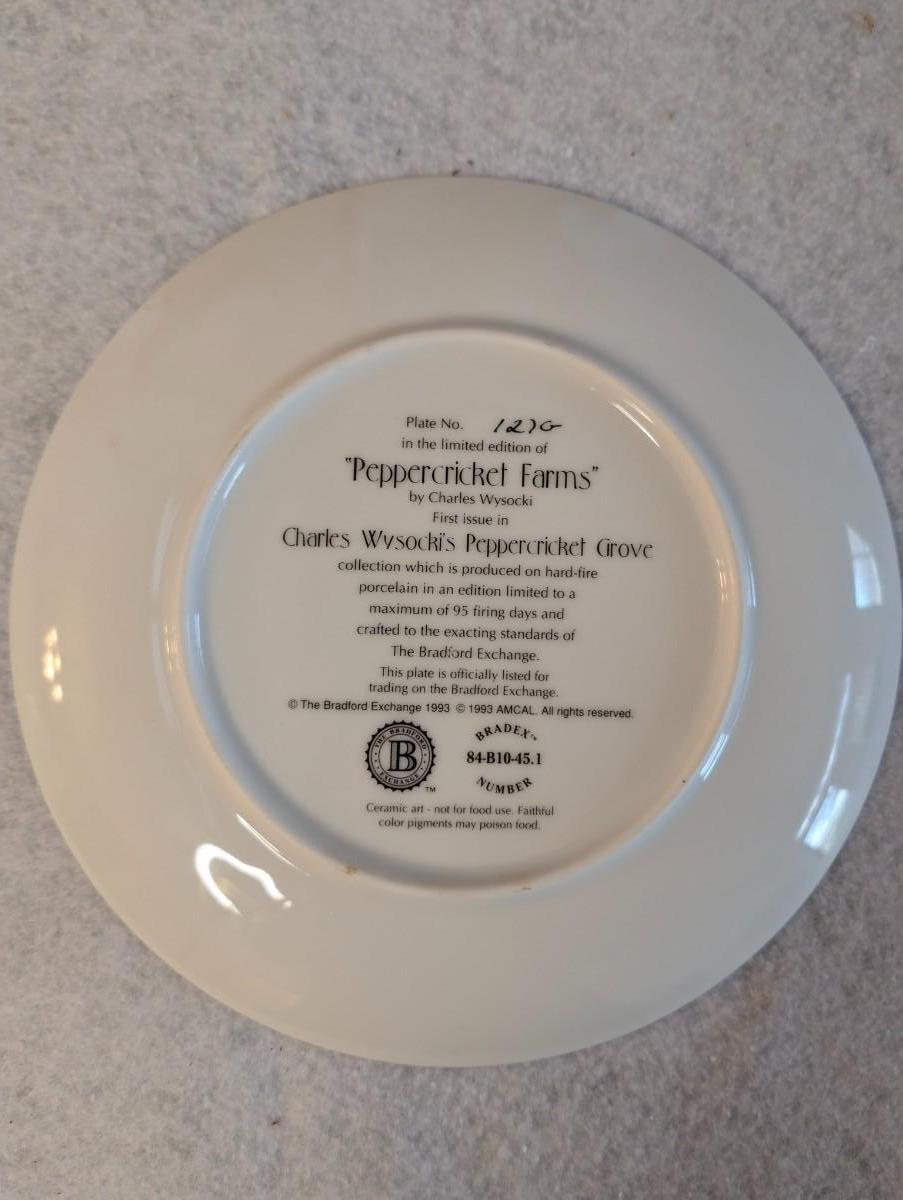 Plate No.
in the limited edition of
"Peppercricket Farms"
by Charles Wysocki
First issue in
Charles Wysocki's Peppercricket Grove
collection which is produced on hard-fire
porcelain in an edition limited to a
maximum of 95 firing days and
crafted to the exacting standards of
The Bradford Exchange.
This plate is officially listed for
trading on the Bradford Exchange.
© The Bradford Exchange 1993 © 1993 AMCAL. All rights reserved.
THE BRADFORD
B
EXCHANGE
TM
BRADEX™
84-B10-45.1
NUMBER
Ceramic art - not for food use. Faithful
color pigments may poison food.